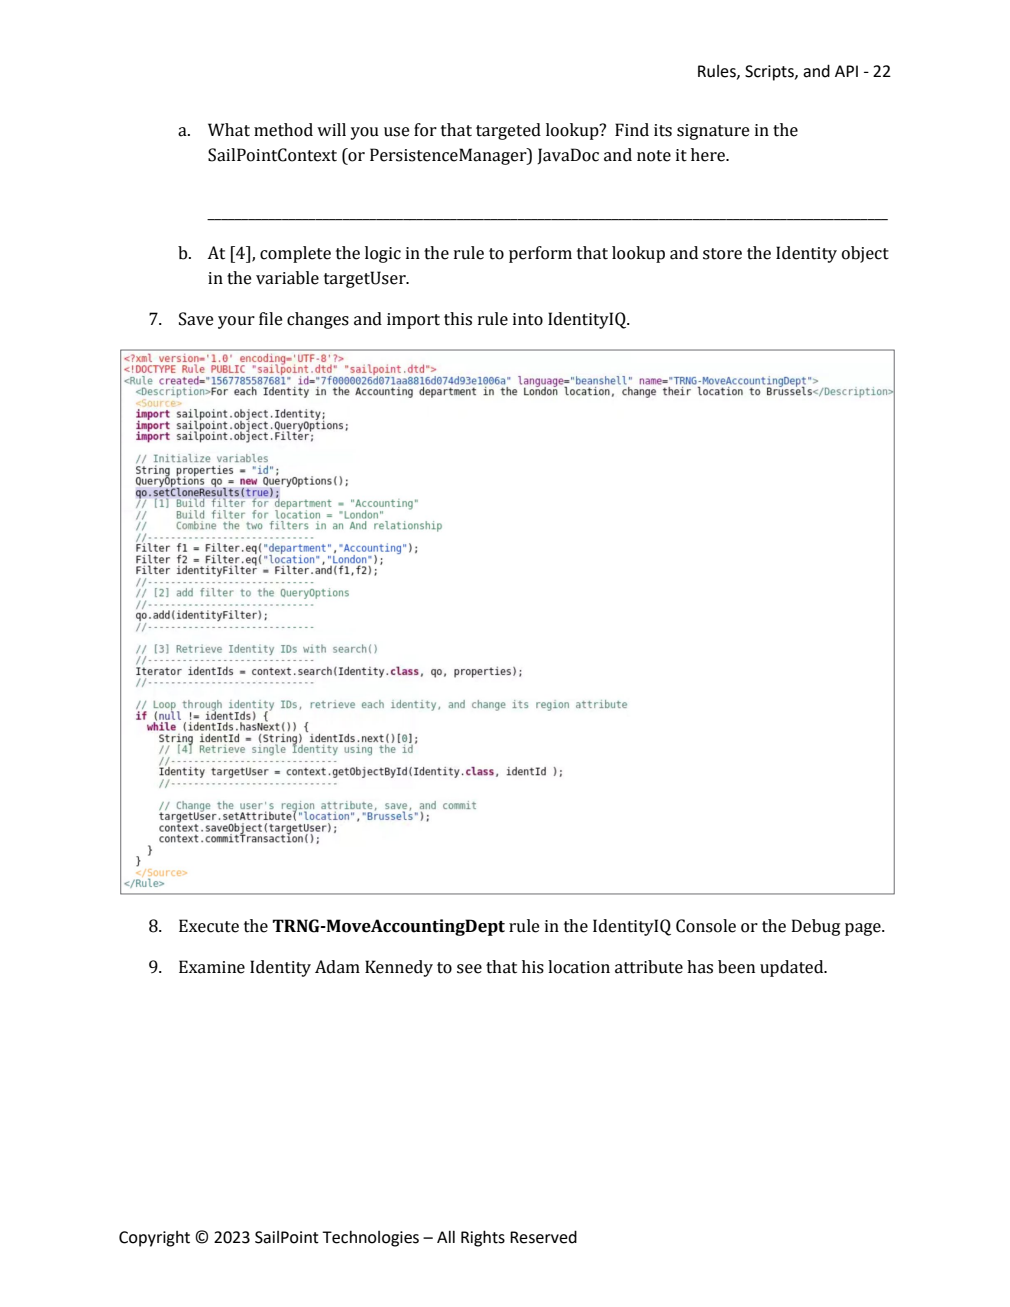 Rules, Scripts, and API - 22
a. What method will you use for that targeted lookup? Find its signature in the
SailPointContext (or PersistenceManager) JavaDoc and note it here.
b. At [4], complete the logic in the rule to perform that lookup and store the Identity object
in the variable targetUser.
7. Save your file changes and import this rule into IdentityIQ.
<?xml version='1.0' encoding='UTF-8'?>
<!DOCTYPE Rule PUBLIC "sailpoint.dtd" "sailpoint.dtd">
<Rule created="1567785587681" id="7f0000026d071aa8816d074d93e1006a" language="beanshell" name="TRNG-MoveAccountingDept">
<Description>For each Identity in the Accounting department in the London location, change their location to Brussels</Description>
<Source>
import sailpoint.object.Identity;
import sailpoint.object.QueryOptions;
import sailpoint.object.Filter;
// Initialize variables
String properties = "id";
QueryOptions qo = new QueryOptions();
qo.setCloneResults(true);
// [1] Build filter for department = "Accounting"
// Build filter for location = "London"
// Combine the two filters in an And relationship
//----------------------------
Filter f1 = Filter.eq("department","Accounting");
Filter f2 = Filter.eq("location","London");
Filter identityFilter = Filter.and(f1,f2);
//----------------------------
// [2] add filter to the QueryOptions
//----------------------------
qo.add(identityFilter);
//----------------------------
// [3] Retrieve Identity IDs with search()
//----------------------------
Iterator identIds = context.search(Identity.class, qo, properties);
//----------------------------
// Loop through identity IDs, retrieve each identity, and change its region attribute
if (null != identIds) {
while (identIds.hasNext()) {
String identId = (String) identIds.next()[0];
// [4] Retrieve single Identity using the id
//----------------------------
Identity targetUser = context.getObjectById(Identity.class, identId );
//----------------------------
// Change the user's region attribute, save, and commit
targetUser.setAttribute("location","Brussels");
context.saveObject(targetUser);
context.commitTransaction();
}
}
</Source>
</Rule>
8. Execute the TRNG-MoveAccountingDept rule in the IdentityIQ Console or the Debug page.
9. Examine Identity Adam Kennedy to see that his location attribute has been updated.
Copyright © 2023 SailPoint Technologies – All Rights Reserved